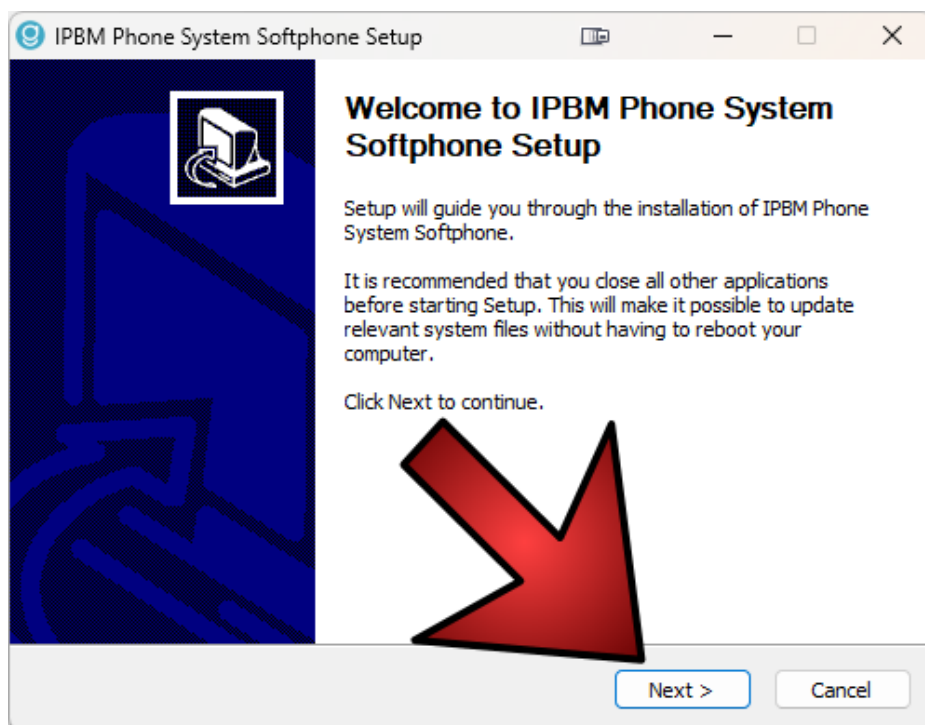 IPBM Phone System Softphone Setup
Welcome to IPBM Phone System
Softphone Setup
Setup will guide you through the installation of IPBM Phone
System Softphone.
It is recommended that you close all other applications
before starting Setup. This will make it possible to update
relevant system files without having to reboot your
computer.
Click Next to continue.
Next >
Cancel